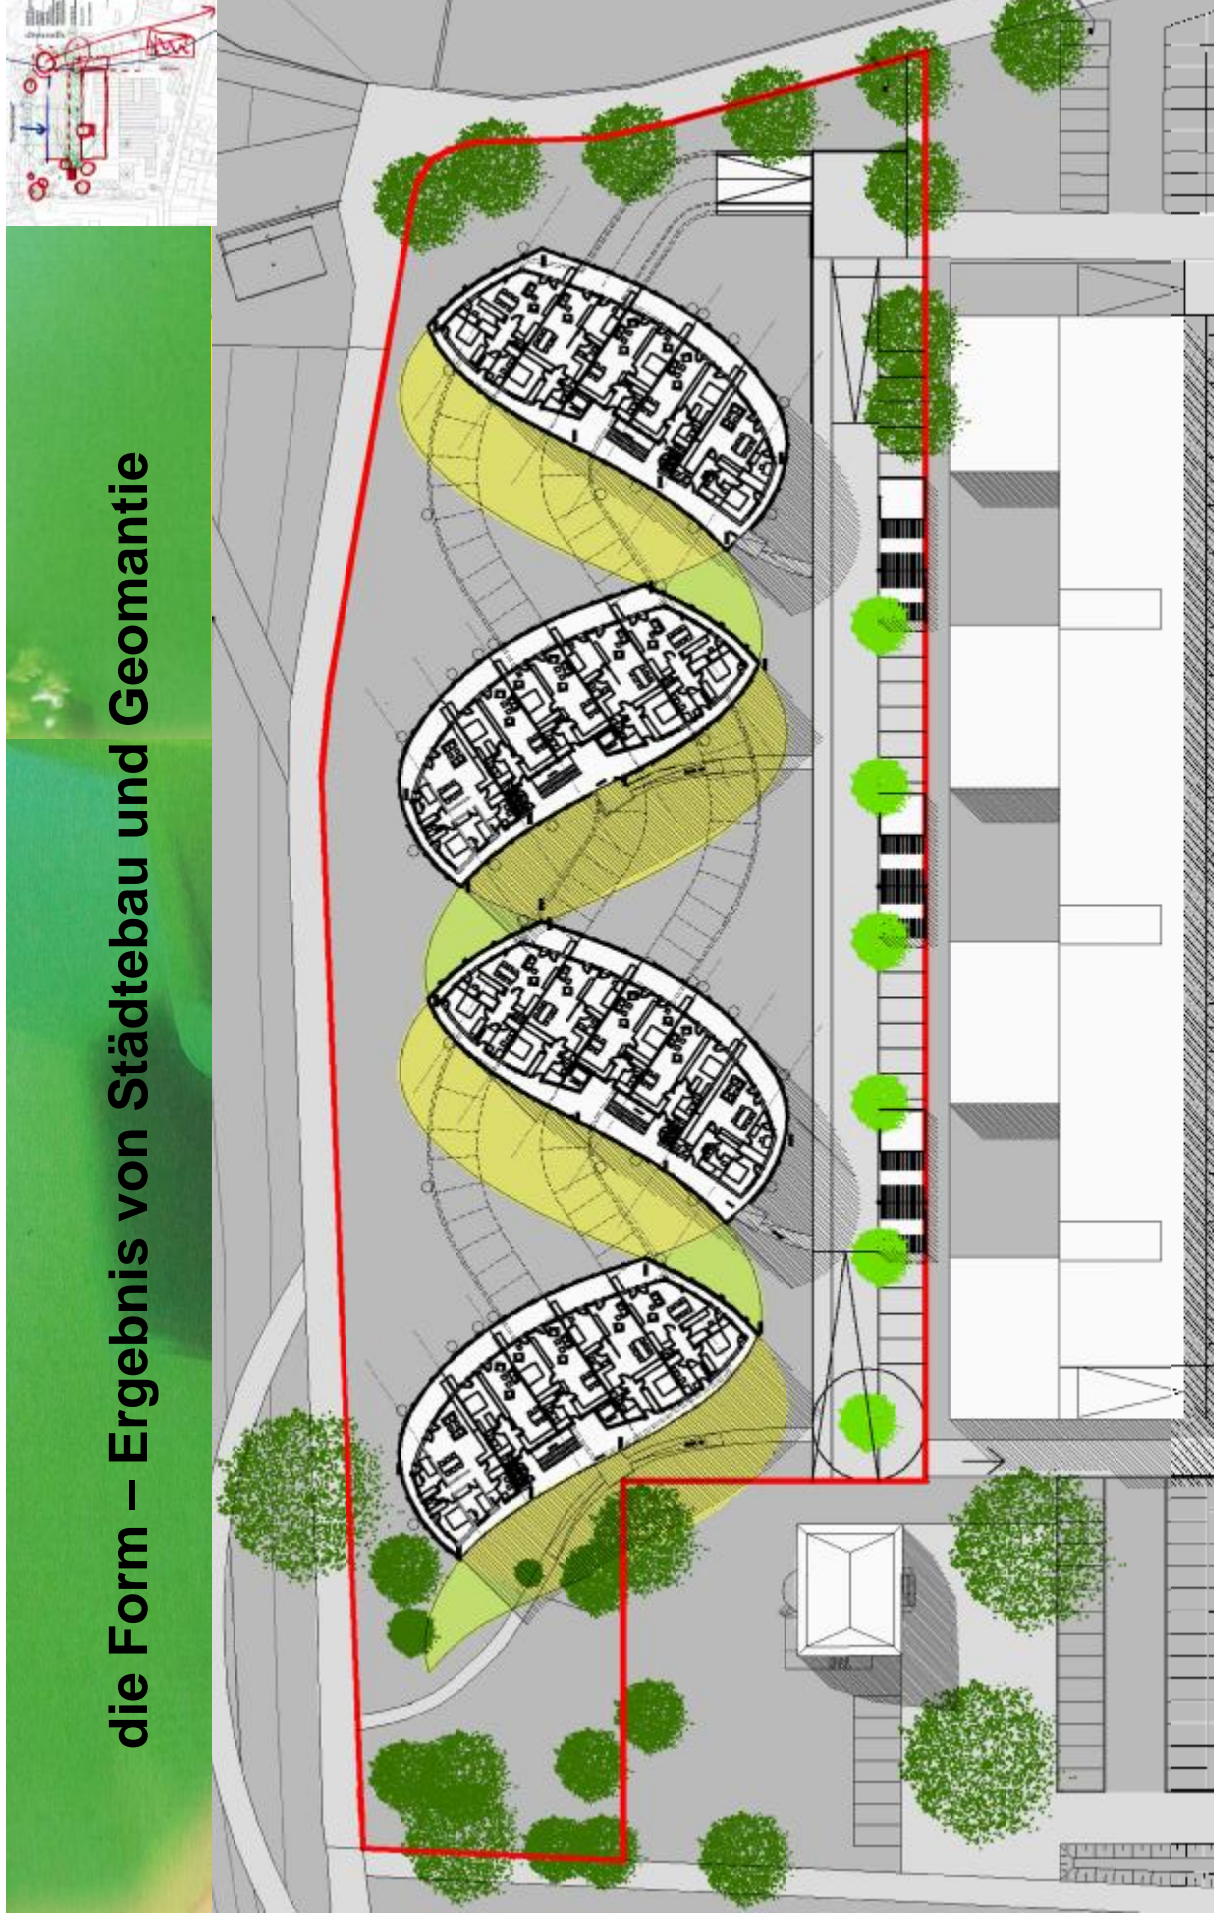 die Form – Ergebnis von Städtebau und Geomantie